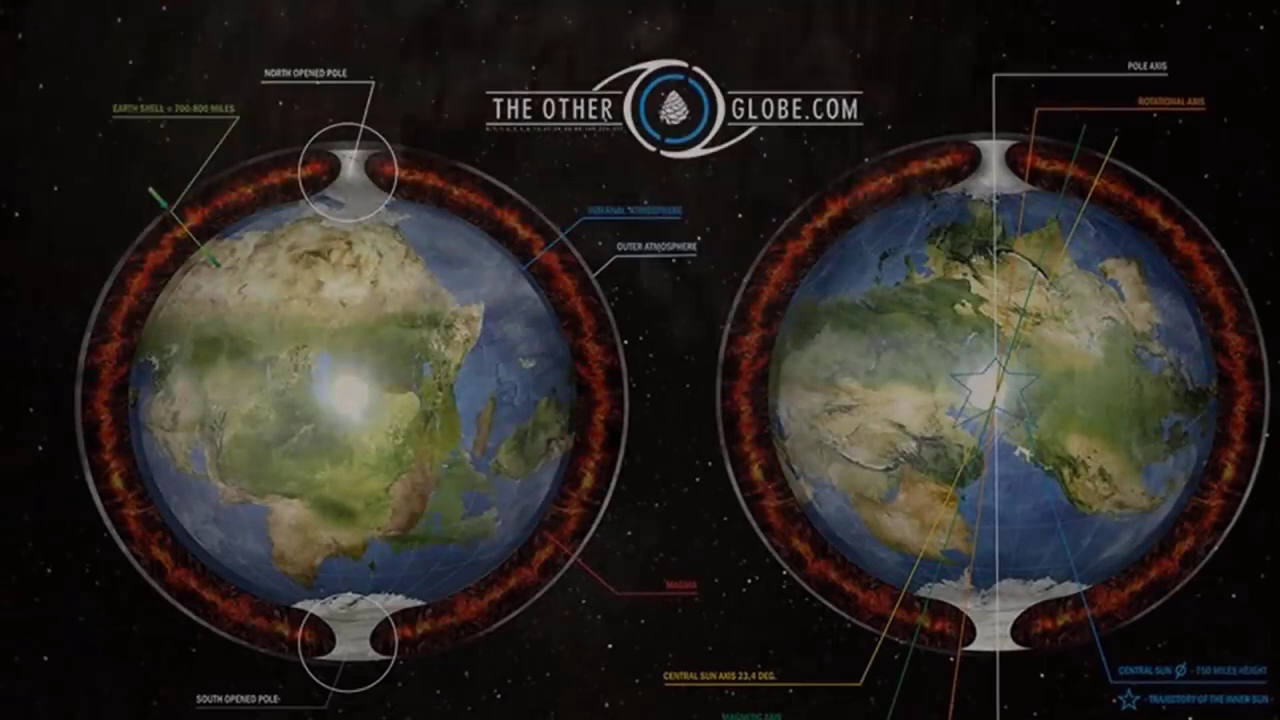 NORTH OPENED POLE
EARTH SHELL = 700-800 MILES
THE OTHER GLOBE.COM
POLE AXIS
ROTATIONAL AXIS
INTERNAL ATMOSPHERE
OUTER ATMOSPHERE
MAGMA
CENTRAL SUN AXIS 23,4 DEG.
CENTRAL SUN Ø - 750 MILES HEIGHT
- TRAJECTORY OF THE INNER SUN
SOUTH OPENED POLE-
MAGNETIC AXIS